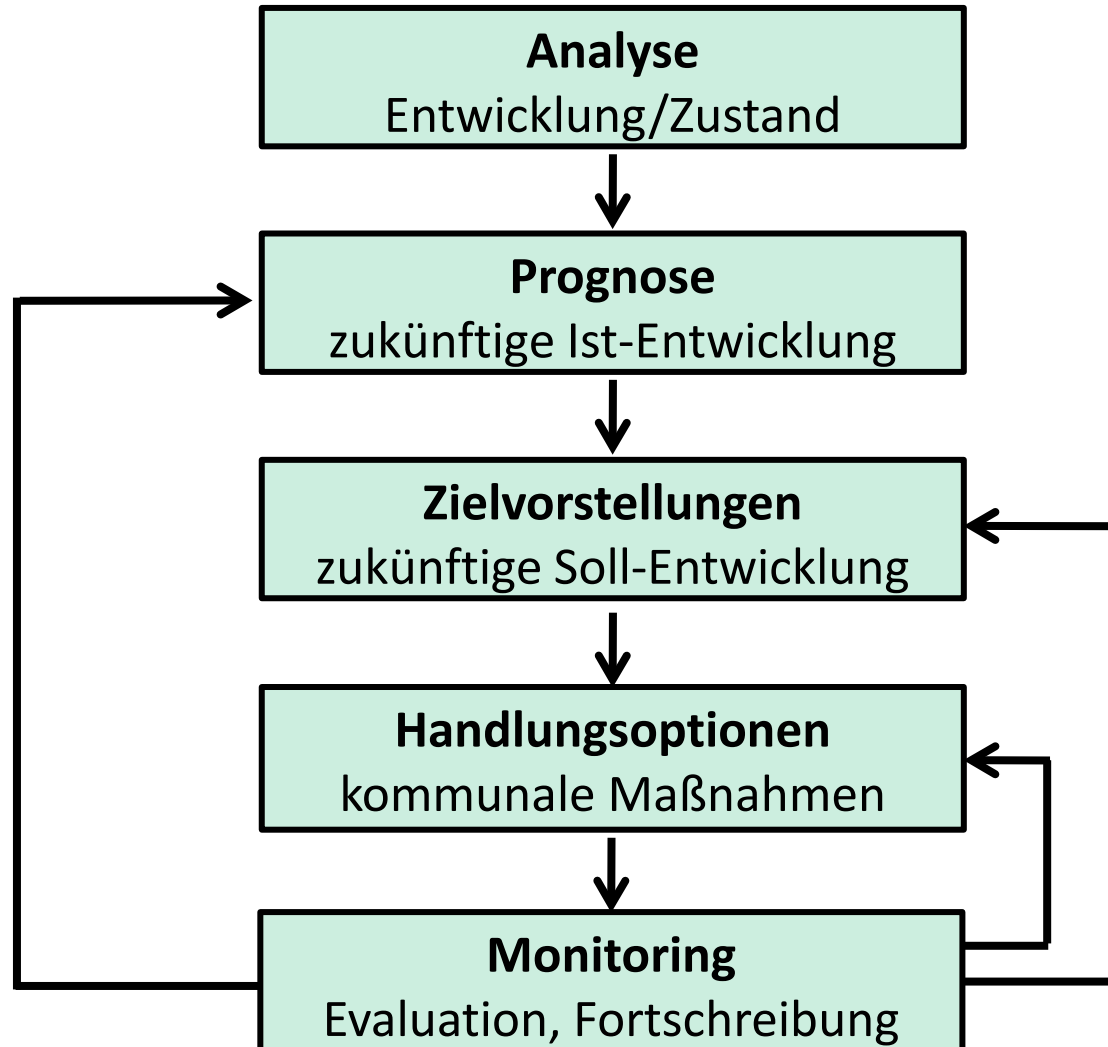 Analyse
Entwicklung/Zustand
Prognose
zukünftige Ist-Entwicklung
Zielvorstellungen
zukünftige Soll-Entwicklung
Handlungsoptionen
kommunale Maßnahmen
Monitoring
Evaluation, Fortschreibung